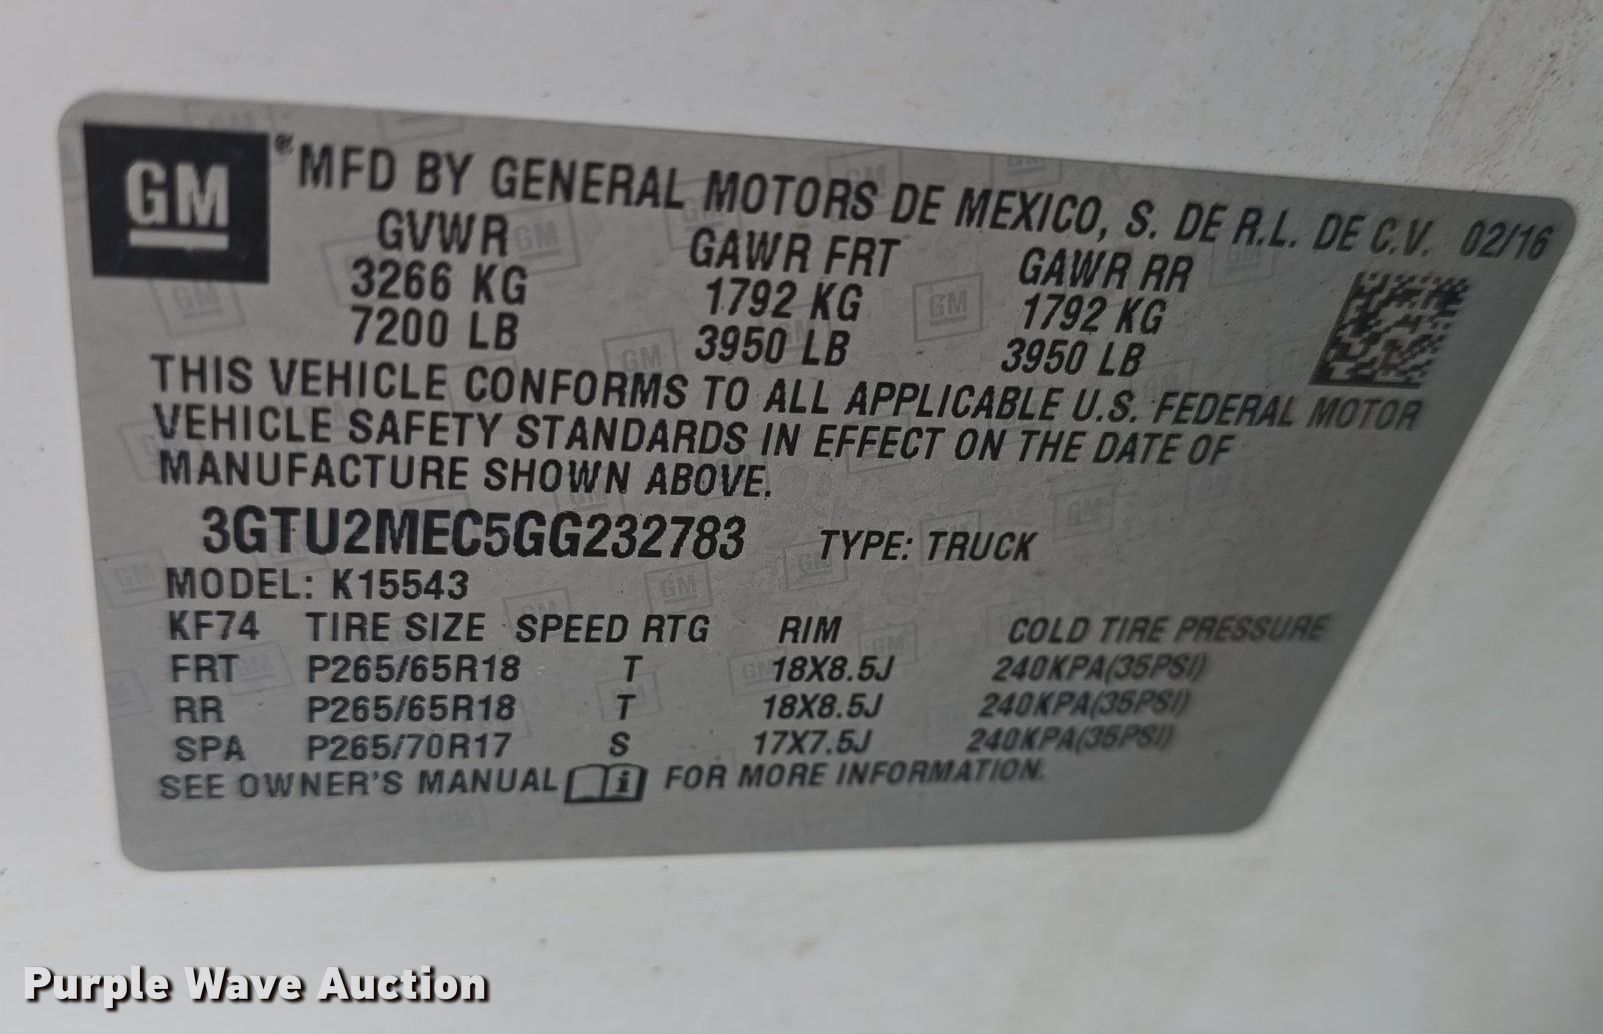 GM ® MFD BY GENERAL MOTORS DE MEXICO, S. DE R.L. DE C.V. 02/16
GVWR GAWR FRT GAWR RR
3266 KG 1792 KG 1792 KG
7200 LB 3950 LB 3950 LB
THIS VEHICLE CONFORMS TO ALL APPLICABLE U.S. FEDERAL MOTOR
VEHICLE SAFETY STANDARDS IN EFFECT ON THE DATE OF
MANUFACTURE SHOWN ABOVE.
3GTU2MEC5GG232783 TYPE: TRUCK
MODEL: K15543
KF74 TIRE SIZE SPEED RTG RIM COLD TIRE PRESSURE
FRT P265/65R18 T 18X8.5J 240KPA(35PSI)
RR P265/65R18 T 18X8.5J 240KPA(35PSI)
SPA P265/70R17 S 17X7.5J 240KPA(35PSI)
SEE OWNER'S MANUAL i FOR MORE INFORMATION.
Purple Wave Auction